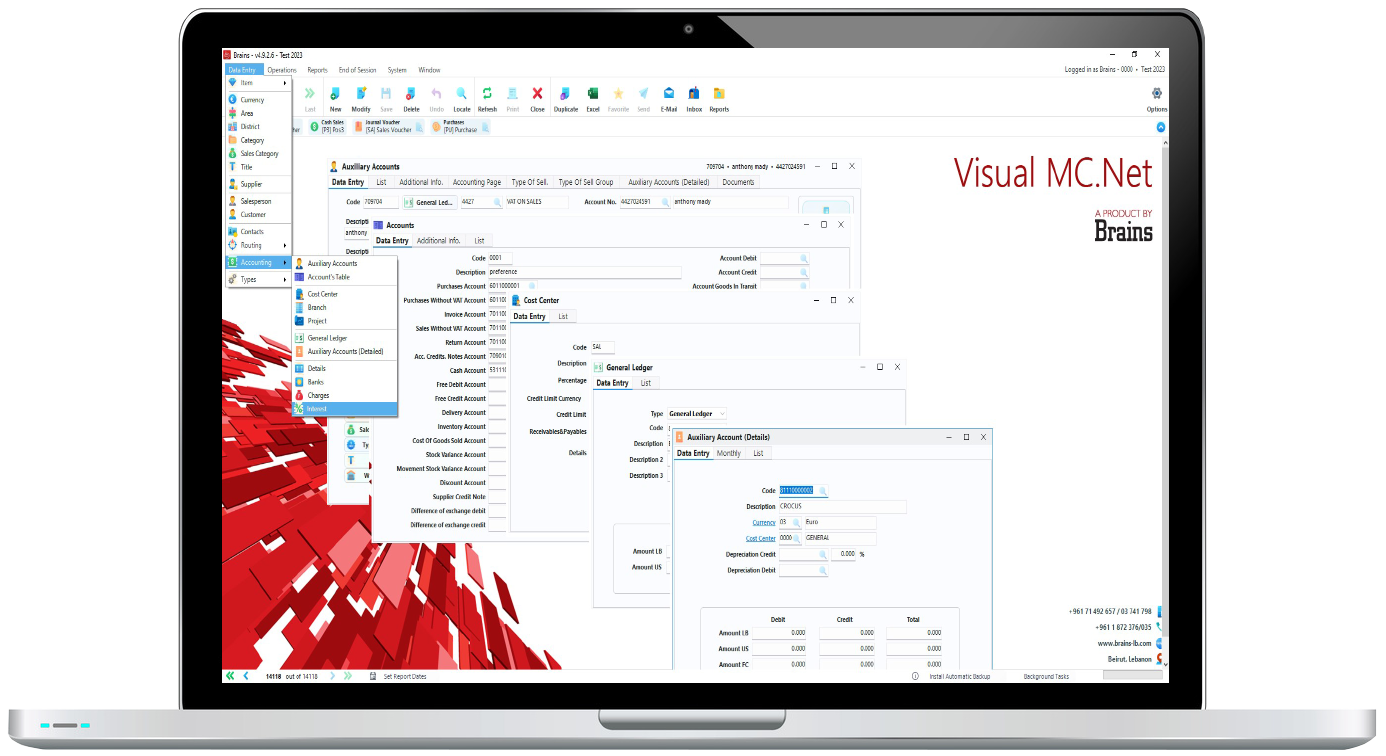 Brains - v4.9.2.6 - Test 2023
Data Entry Operations Reports End of Session System Window
Logged in as Brains - 0000 • Test 2023
Item
Currency
Area
District
Category
Sales Category
Title
Supplier
Salesperson
Customer
Contacts
Routing
Accounting
Types
Last New Modify Save Delete Undo Locate Refresh Print Close Duplicate Excel Favorite Send E-Mail Inbox Reports Options
Cash Sales
[P3] Pos3
Journal Voucher
[SA] Sales Voucher
Purchases
[PU] Purchase
Visual MC.Net
A PRODUCT BY
Brains
Auxiliary Accounts
709704 • anthony mady • 4427024591
Data Entry List Additional Info. Accounting Page Type Of Sell. Type Of Sell Group Auxiliary Accounts (Detailed) Documents
Code 709704 General Led... 4427 VAT ON SALES Account No. 4427024591 anthony mady
Descripti
anthony
Descripti
Auxiliary Accounts
Account's Table
Cost Center
Branch
Project
General Ledger
Auxiliary Accounts (Detailed)
Details
Banks
Charges
Interest
Sale
Ty
T
W
Accounts
Data Entry Additional Info. List
Code 0001
Account Debit
Description preference
Account Credit
Purchases Account 6011000001
Account Goods In Transit
Purchases Without VAT Account 60110
Invoice Account 70110
Sales Without VAT Account 70110
Return Account 70110
Acc. Credits. Notes Account 70901
Cash Account 53111
Free Debit Account
Free Credit Account
Delivery Account
Inventory Account
Cost Of Goods Sold Account
Stock Variance Account
Movement Stock Variance Account
Discount Account
Supplier Credit Note
Difference of exchange debit
Difference of exchange credit
Cost Center
Data Entry List
Code SAL
Description
Percentage
Credit Limit Currency
Credit Limit
Receivables&Payables
Details
General Ledger
Data Entry List
Type General Ledger
Code
Description
Description 2
Description 3
Amount LB
Amount US
Auxiliary Account (Details)
Data Entry Monthly List
Code
Description CROCUS
Currency 03 Euro
Cost Center 0000 GENERAL
Depreciation Credit 0.000 %
Depreciation Debit
Debit Credit Total
Amount LB 0.000 0.000 0.000
Amount US 0.000 0.000 0.000
Amount FC 0.000 0.000 0.000
+961 71 492 657 / 03 741 798
+961 1 872 376/035
www.brains-lb.com
Beirut, Lebanon
14118 out of 14118 Set Report Dates Install Automatic Backup Background Tasks